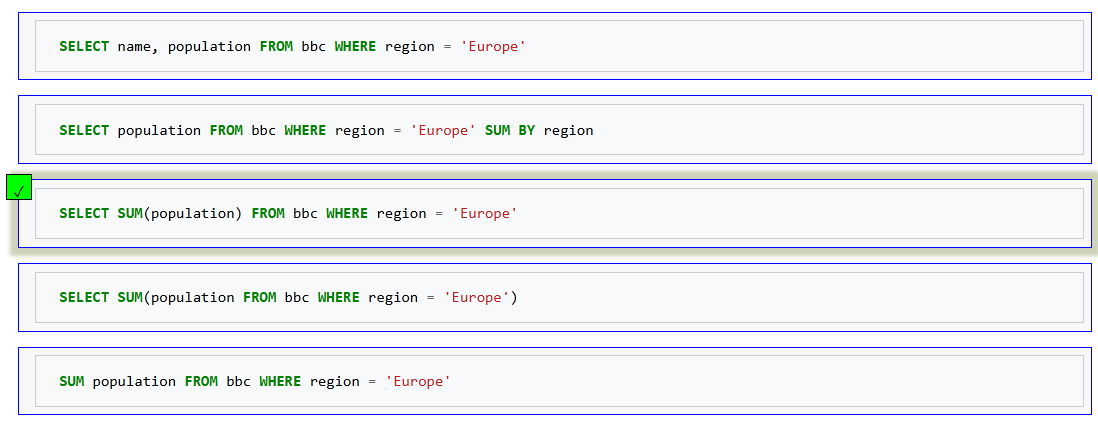 SELECT name, population FROM bbc WHERE region = 'Europe'
SELECT population FROM bbc WHERE region = 'Europe' SUM BY region
✓
SELECT SUM(population) FROM bbc WHERE region = 'Europe'
SELECT SUM(population FROM bbc WHERE region = 'Europe')
SUM population FROM bbc WHERE region = 'Europe'